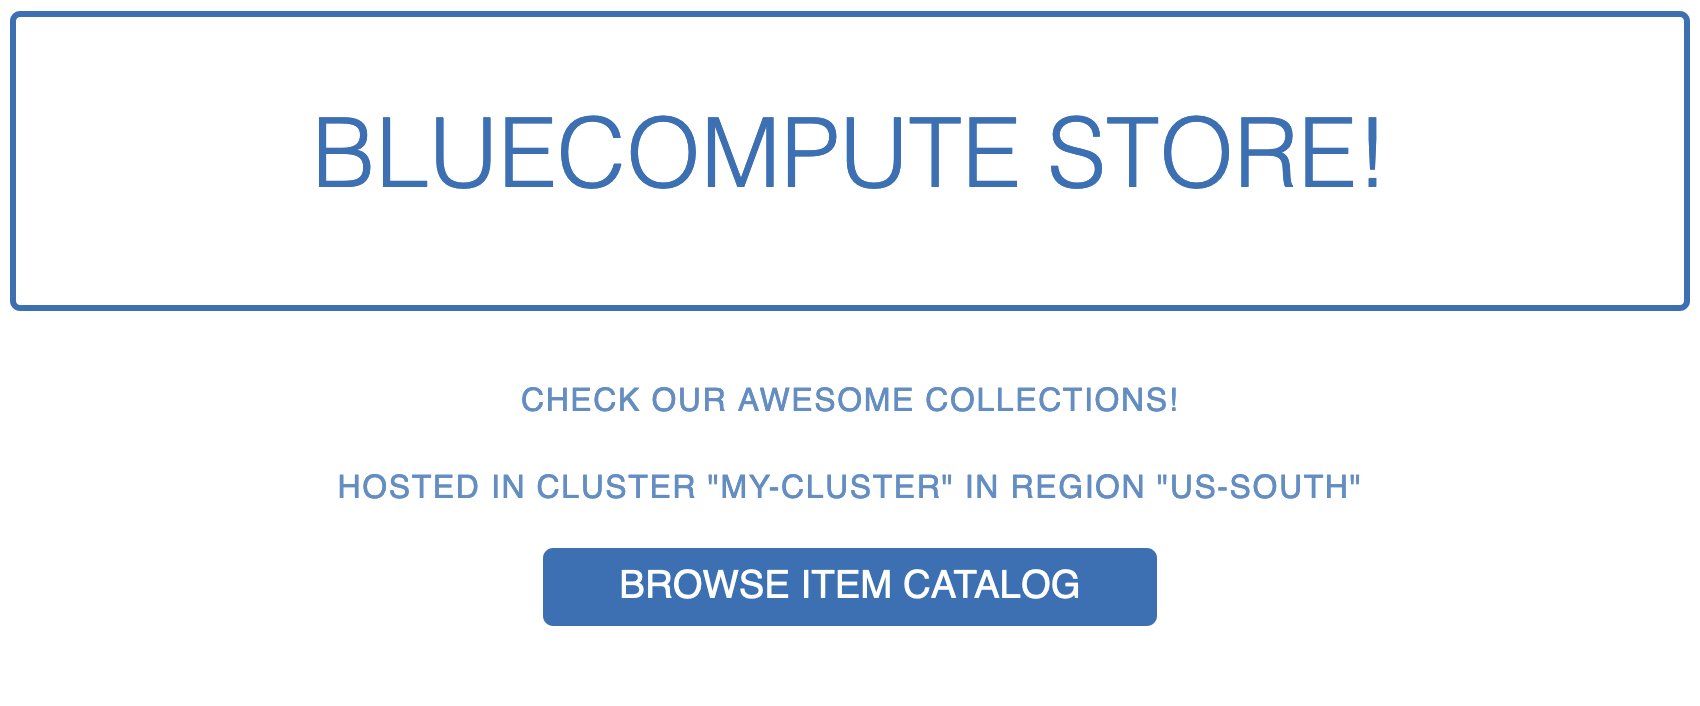 BLUECOMPUTE STORE!
CHECK OUR AWESOME COLLECTIONS!
HOSTED IN CLUSTER "MY-CLUSTER" IN REGION "US-SOUTH"
BROWSE ITEM CATALOG